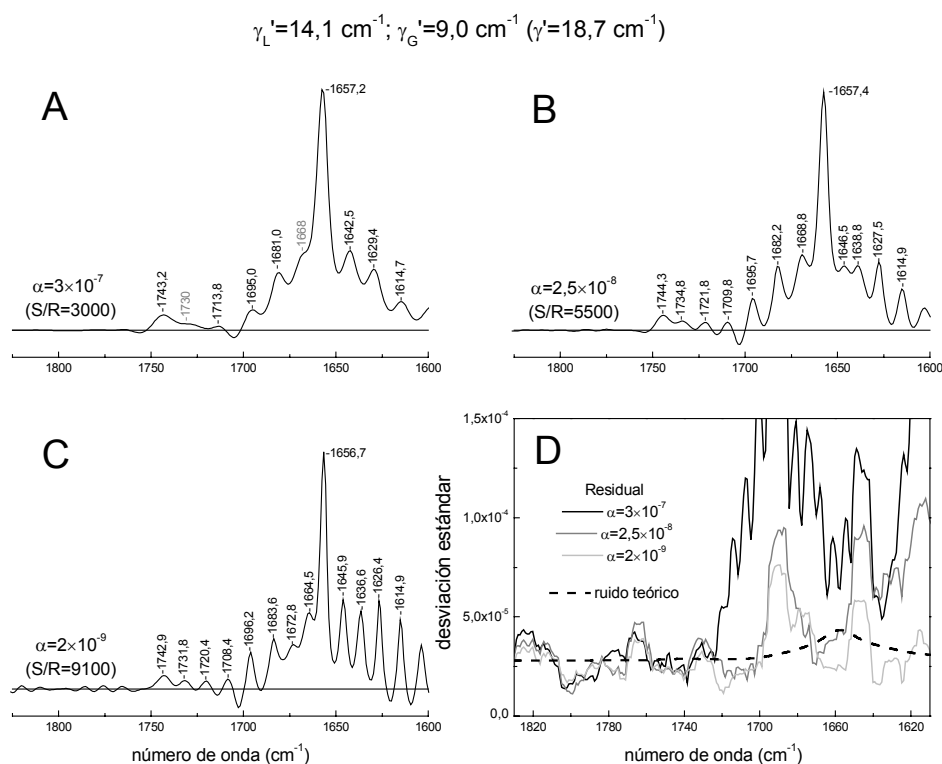 γL'=14,1 cm⁻¹; γG'=9,0 cm⁻¹ (γ'=18,7 cm⁻¹)
A
1657,2
1743,2
1730
1713,8
1695,0
1681,0
1668
1642,5
1629,4
1614,7
α=3×10⁻⁷
(S/R=3000)
1800 1750 1700 1650 1600
B
1657,4
1744,3
1734,8
1721,8
1709,8
1695,7
1682,2
1668,8
1646,5
1638,8
1627,5
1614,9
α=2,5×10⁻⁸
(S/R=5500)
1800 1750 1700 1650 1600
C
1656,7
1742,9
1731,8
1720,4
1708,4
1696,2
1683,6
1672,8
1664,5
1645,9
1636,6
1626,4
1614,9
α=2×10⁻⁹
(S/R=9100)
1800 1750 1700 1650 1600
número de onda (cm⁻¹)
D
desviación estándar
1,5x10⁻⁴
1,0x10⁻⁴
5,0x10⁻⁵
0,0
Residual
α=3×10⁻⁷
α=2,5×10⁻⁸
α=2×10⁻⁹
ruido teórico
1820 1780 1740 1700 1660 1620
número de onda (cm⁻¹)